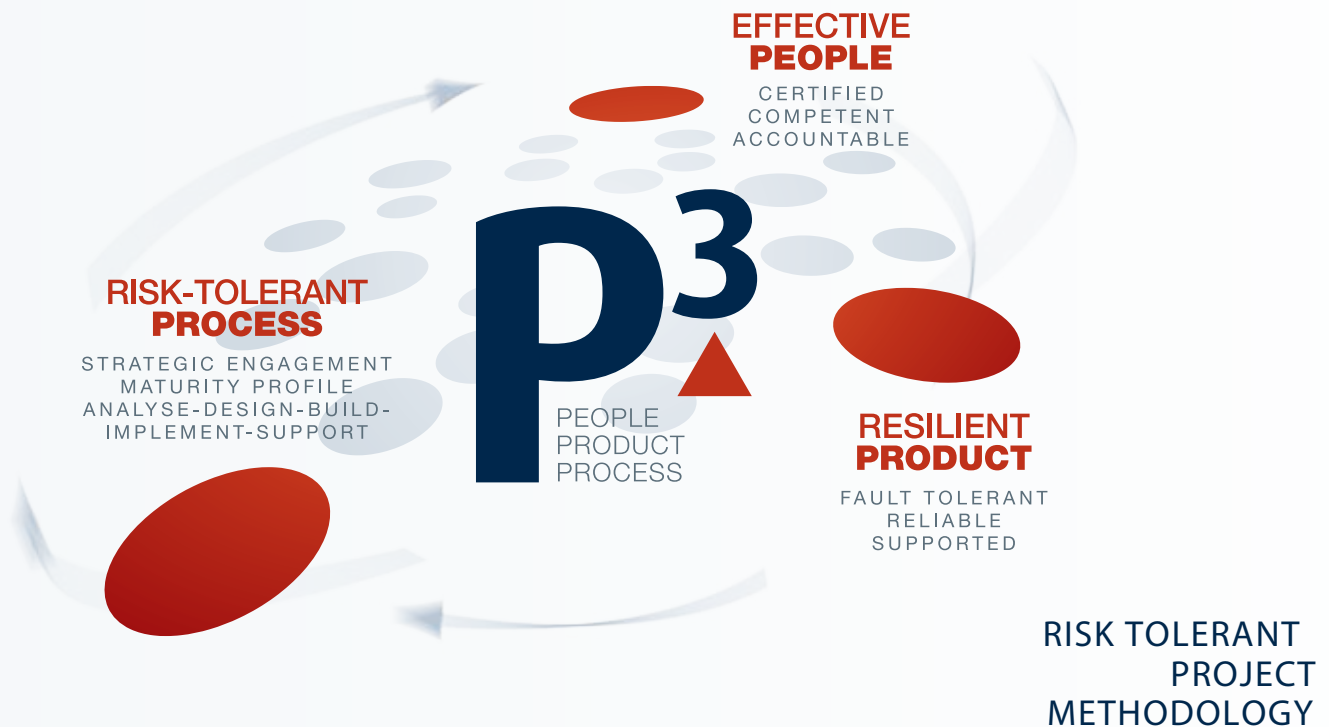 EFFECTIVE
PEOPLE
CERTIFIED
COMPETENT
ACCOUNTABLE
P3
PEOPLE
PRODUCT
PROCESS
RISK-TOLERANT
PROCESS
STRATEGIC ENGAGEMENT
MATURITY PROFILE
ANALYSE-DESIGN-BUILD-
IMPLEMENT-SUPPORT
RESILIENT
PRODUCT
FAULT TOLERANT
RELIABLE
SUPPORTED
RISK TOLERANT
PROJECT
METHODOLOGY